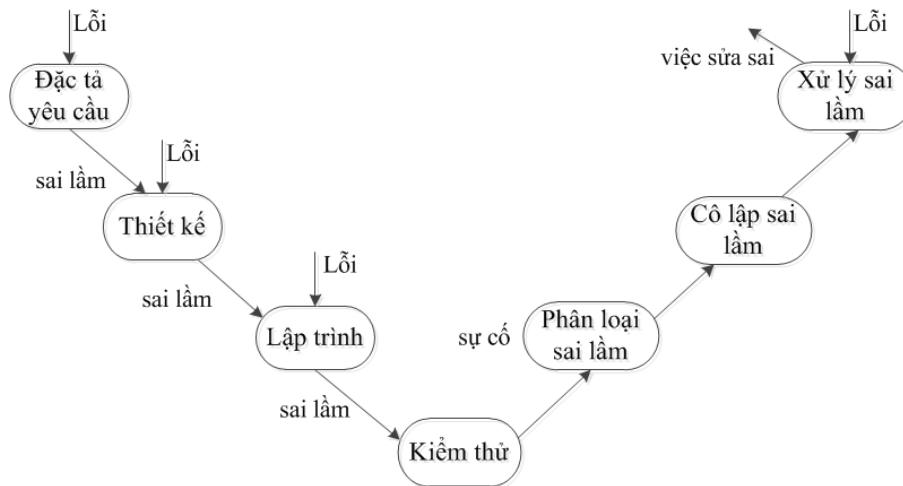 Lỗi
Đặc tả
yêu cầu
sai lầm
Lỗi
Thiết kế
sai lầm
Lỗi
Lập trình
sai lầm
Kiểm thử
sự cố
Phân loại
sai lầm
Cô lập sai
lầm
Lỗi
Xử lý sai
lầm
việc sửa sai